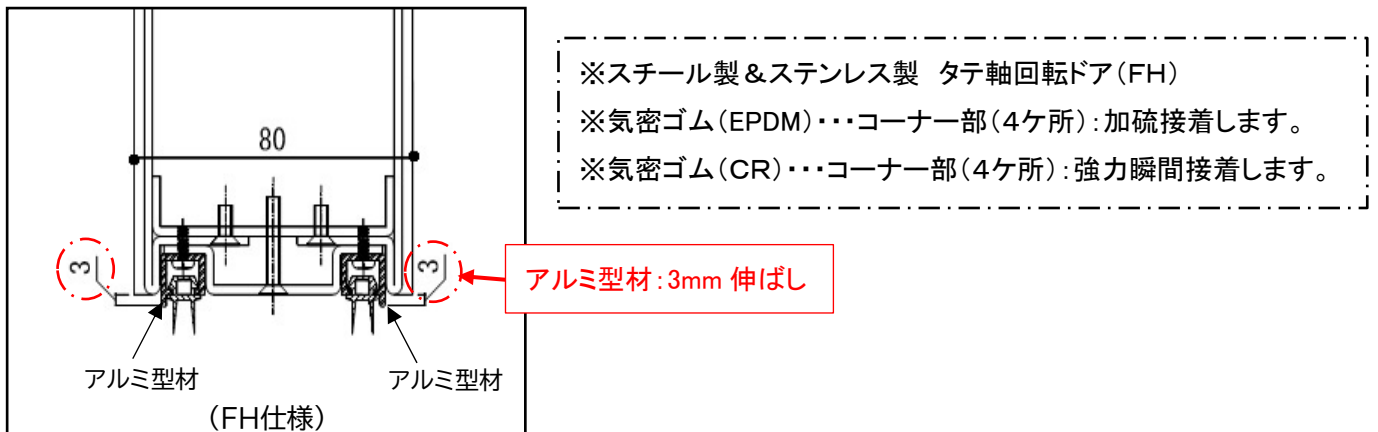 80
3
3
アルミ型材
アルミ型材
（FH仕様）
※スチール製＆ステンレス製　タテ軸回転ドア（FH）
※気密ゴム（EPDM）・・・コーナー部（4ケ所）：加硫接着します。
※気密ゴム（ＣＲ）・・・コーナー部（4ケ所）：強力瞬間接着します。
アルミ型材：3mm 伸ばし